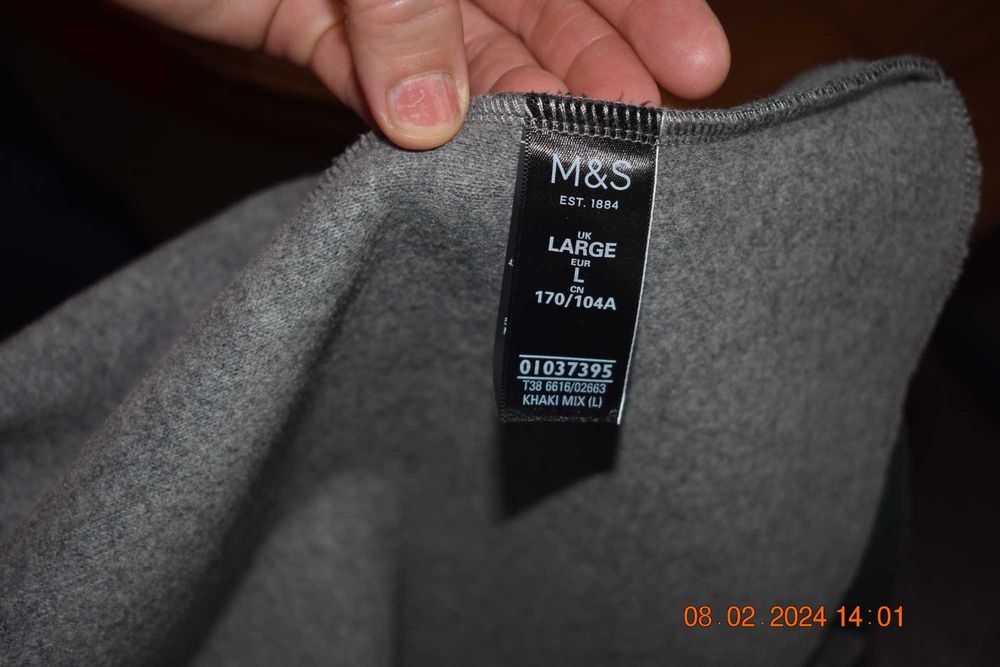 M&S
EST. 1884
UK
LARGE
EUR
L
CN
170/104A
01037395
T38 6616/02663
KHAKI MIX (L)
08.02.2024 14:01